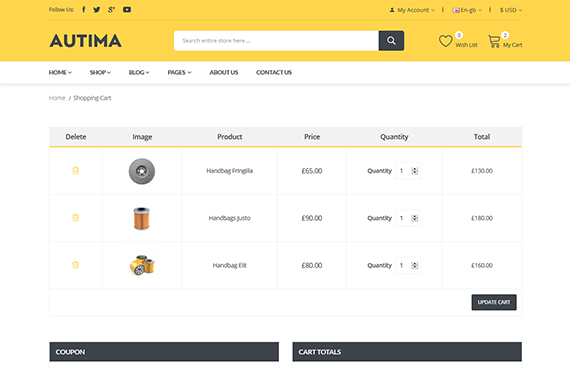 Follow Us:
My Account
En-gb
$ USD
AUTIMA
Search entire store here ...
0
Wish List
2
My Cart
HOME
SHOP
BLOG
PAGES
ABOUT US
CONTACT US
Home / Shopping Cart
Delete Image Product Price Quantity Total
Handbag Fringilla £65.00 Quantity 1 £130.00
Handbags Justo £90.00 Quantity 1 £180.00
Handbag Elit £80.00 Quantity 1 £160.00
UPDATE CART
COUPON
CART TOTALS